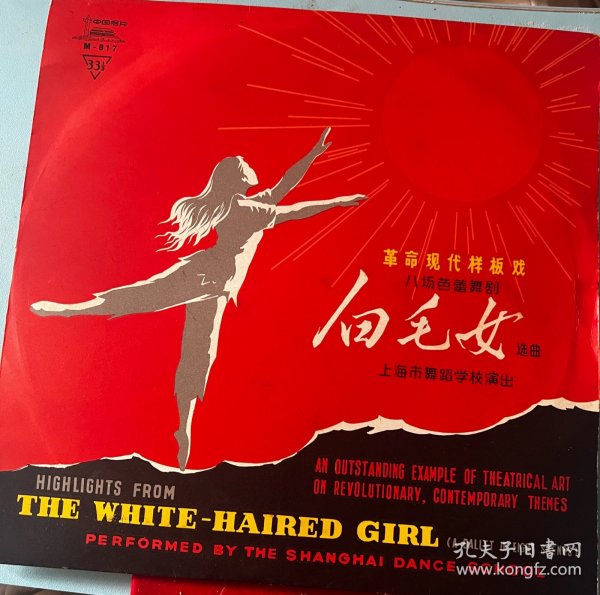 中国唱片
M-817
33⅓
革命现代样板戏
八场芭蕾舞剧
白毛女 选曲
上海市舞蹈学校演出
HIGHLIGHTS FROM
AN OUTSTANDING EXAMPLE OF THEATRICAL ART
ON REVOLUTIONARY, CONTEMPORARY THEMES
THE WHITE-HAIRED GIRL
(A BALLET
PERFORMED BY THE SHANGHAI DANCE SCHOOL
孔夫子旧书网
www.kongfz.com